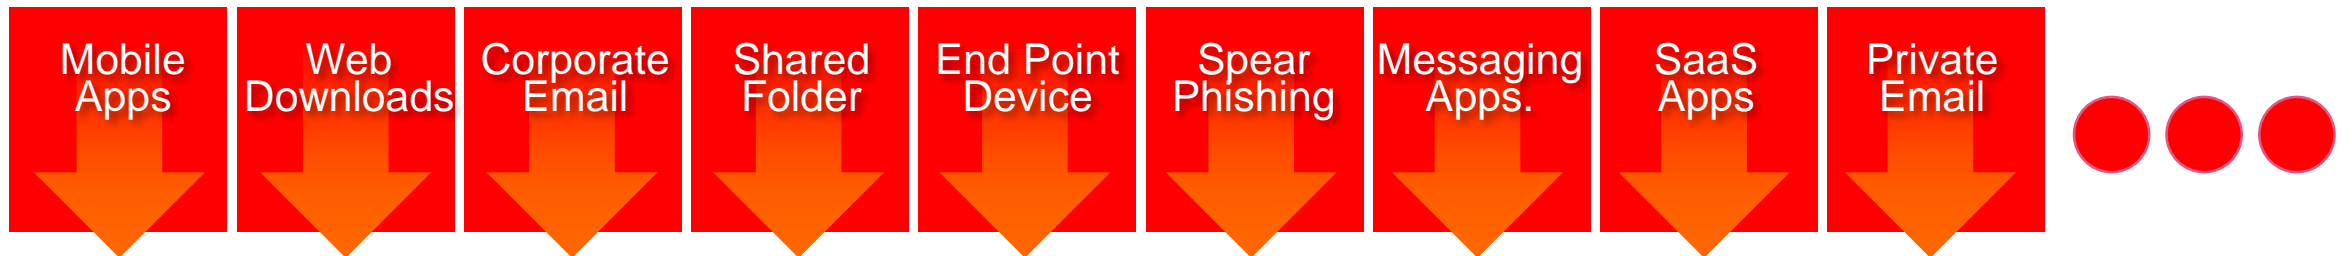 Mobile
Apps
Web
Downloads
Corporate
Email
Shared
Folder
End Point
Device
Spear
Phishing
Messaging
Apps.
SaaS
Apps
Private
Email